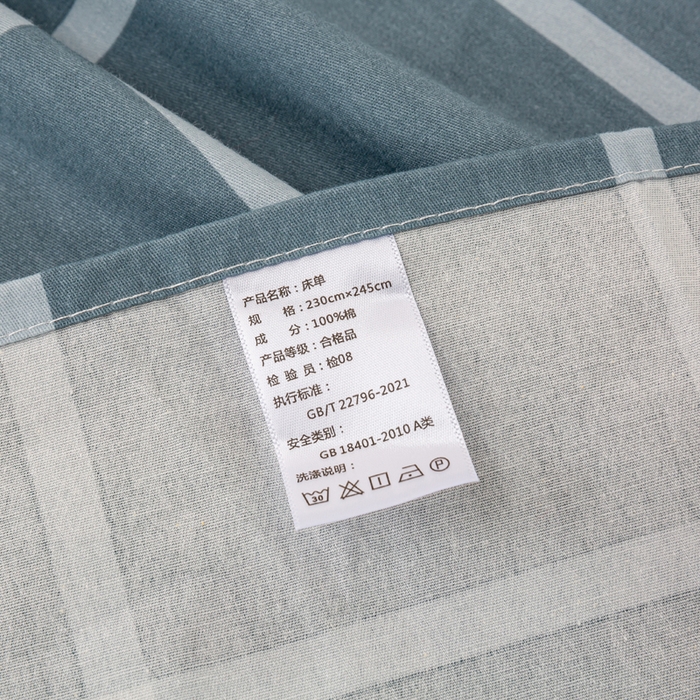 产品名称：床单
规 格：230cm×245cm
成 分：100%棉
产品等级：合格品
检 验 员：检08
执行标准：
GB/T 22796-2021
安全类别：
GB 18401-2010 A类
洗涤说明：
30 P